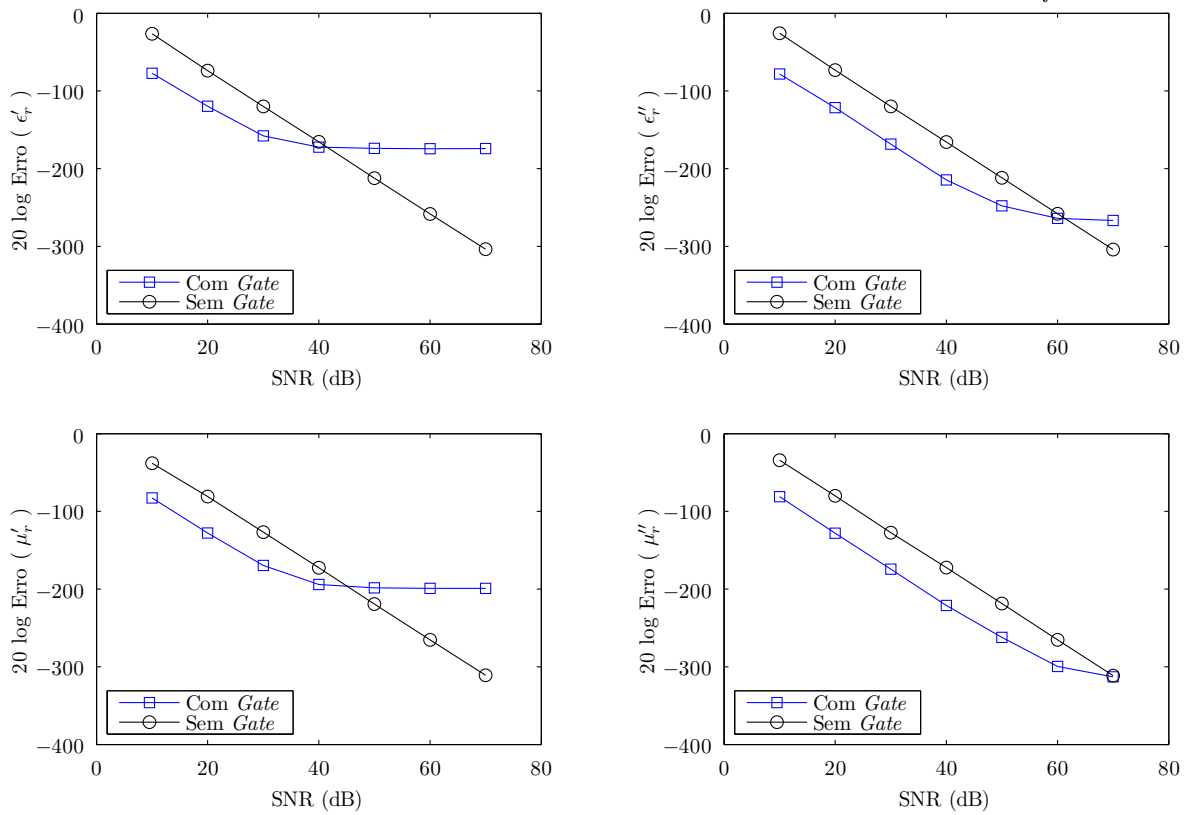 0
−100
−200
−300
−400
20 log Erro ( ϵ′r )
Com Gate
Sem Gate
0 20 40 60 80
SNR (dB)
0
−100
−200
−300
−400
20 log Erro ( ϵ′′r )
Com Gate
Sem Gate
0 20 40 60 80
SNR (dB)
0
−100
−200
−300
−400
20 log Erro ( μ′r )
Com Gate
Sem Gate
0 20 40 60 80
SNR (dB)
0
−100
−200
−300
−400
20 log Erro ( μ′′r )
Com Gate
Sem Gate
0 20 40 60 80
SNR (dB)